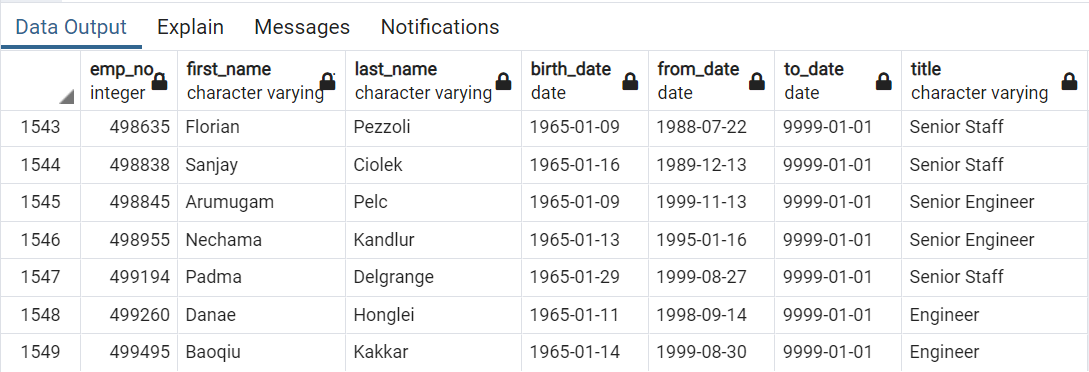 Data Output Explain Messages Notifications
emp_no first_name last_name birth_date from_date to_date title
integer character varying character varying date date date character varying
1543 498635 Florian Pezzoli 1965-01-09 1988-07-22 9999-01-01 Senior Staff
1544 498838 Sanjay Ciolek 1965-01-16 1989-12-13 9999-01-01 Senior Staff
1545 498845 Arumugam Pelc 1965-01-09 1999-11-13 9999-01-01 Senior Engineer
1546 498955 Nechama Kandlur 1965-01-13 1995-01-16 9999-01-01 Senior Engineer
1547 499194 Padma Delgrange 1965-01-29 1999-08-27 9999-01-01 Senior Staff
1548 499260 Danae Honglei 1965-01-11 1998-09-14 9999-01-01 Engineer
1549 499495 Baoqiu Kakkar 1965-01-14 1999-08-30 9999-01-01 Engineer